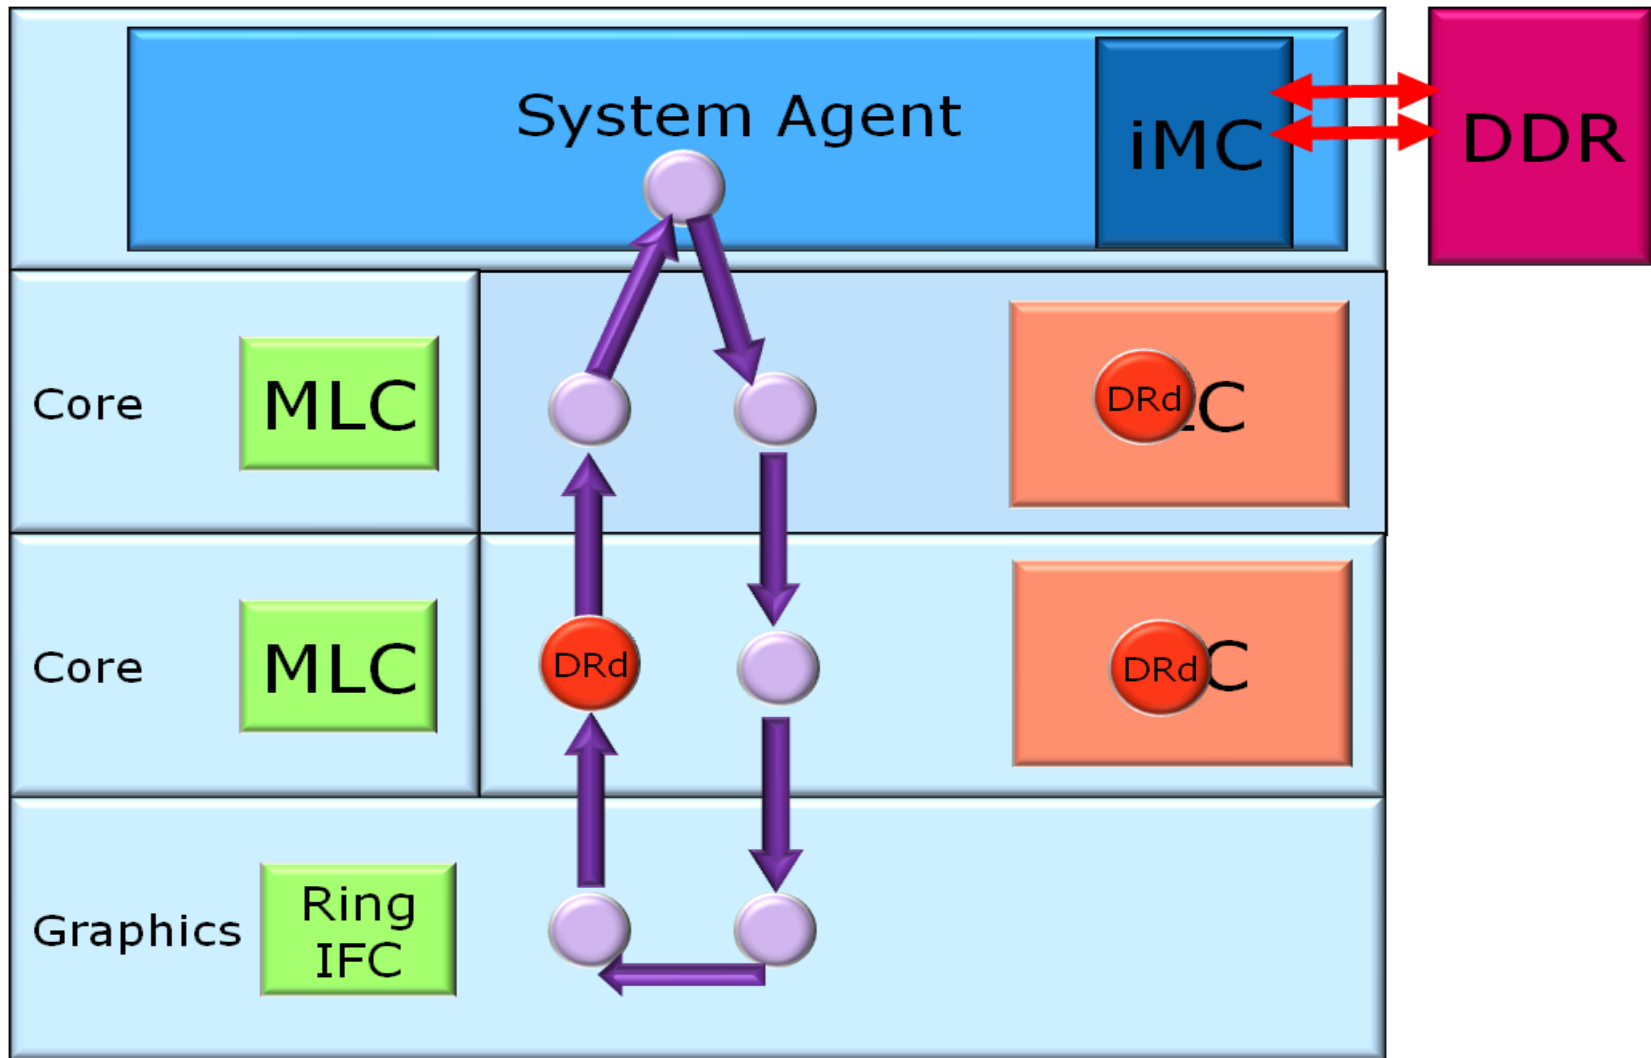 System Agent
iMC
DDR
Core
MLC
DRd
C
Core
MLC
DRd
DRd
C
Graphics
Ring
IFC